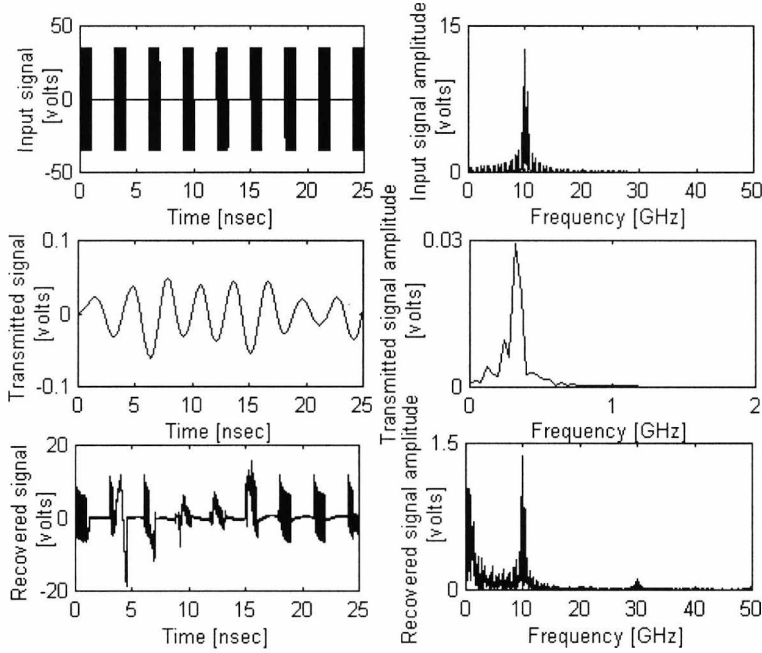 Input signal
[volts]
50
0
-50
0 5 10 15 20 25
Time [nsec]
Input signal amplitude
[volts]
15
0
0 10 20 30 40 50
Frequency [GHz]
Transmitted signal
[volts]
0.1
0
-0.1
0 5 10 15 20 25
Time [nsec]
Transmitted signal amplitude
[volts]
0.03
0
0 1 2
Frequency [GHz]
Recovered signal
[volts]
20
0
-20
0 5 10 15 20 25
Time [nsec]
Recovered signal amplitude
[volts]
1.5
0
0 10 20 30 40 50
Frequency [GHz]